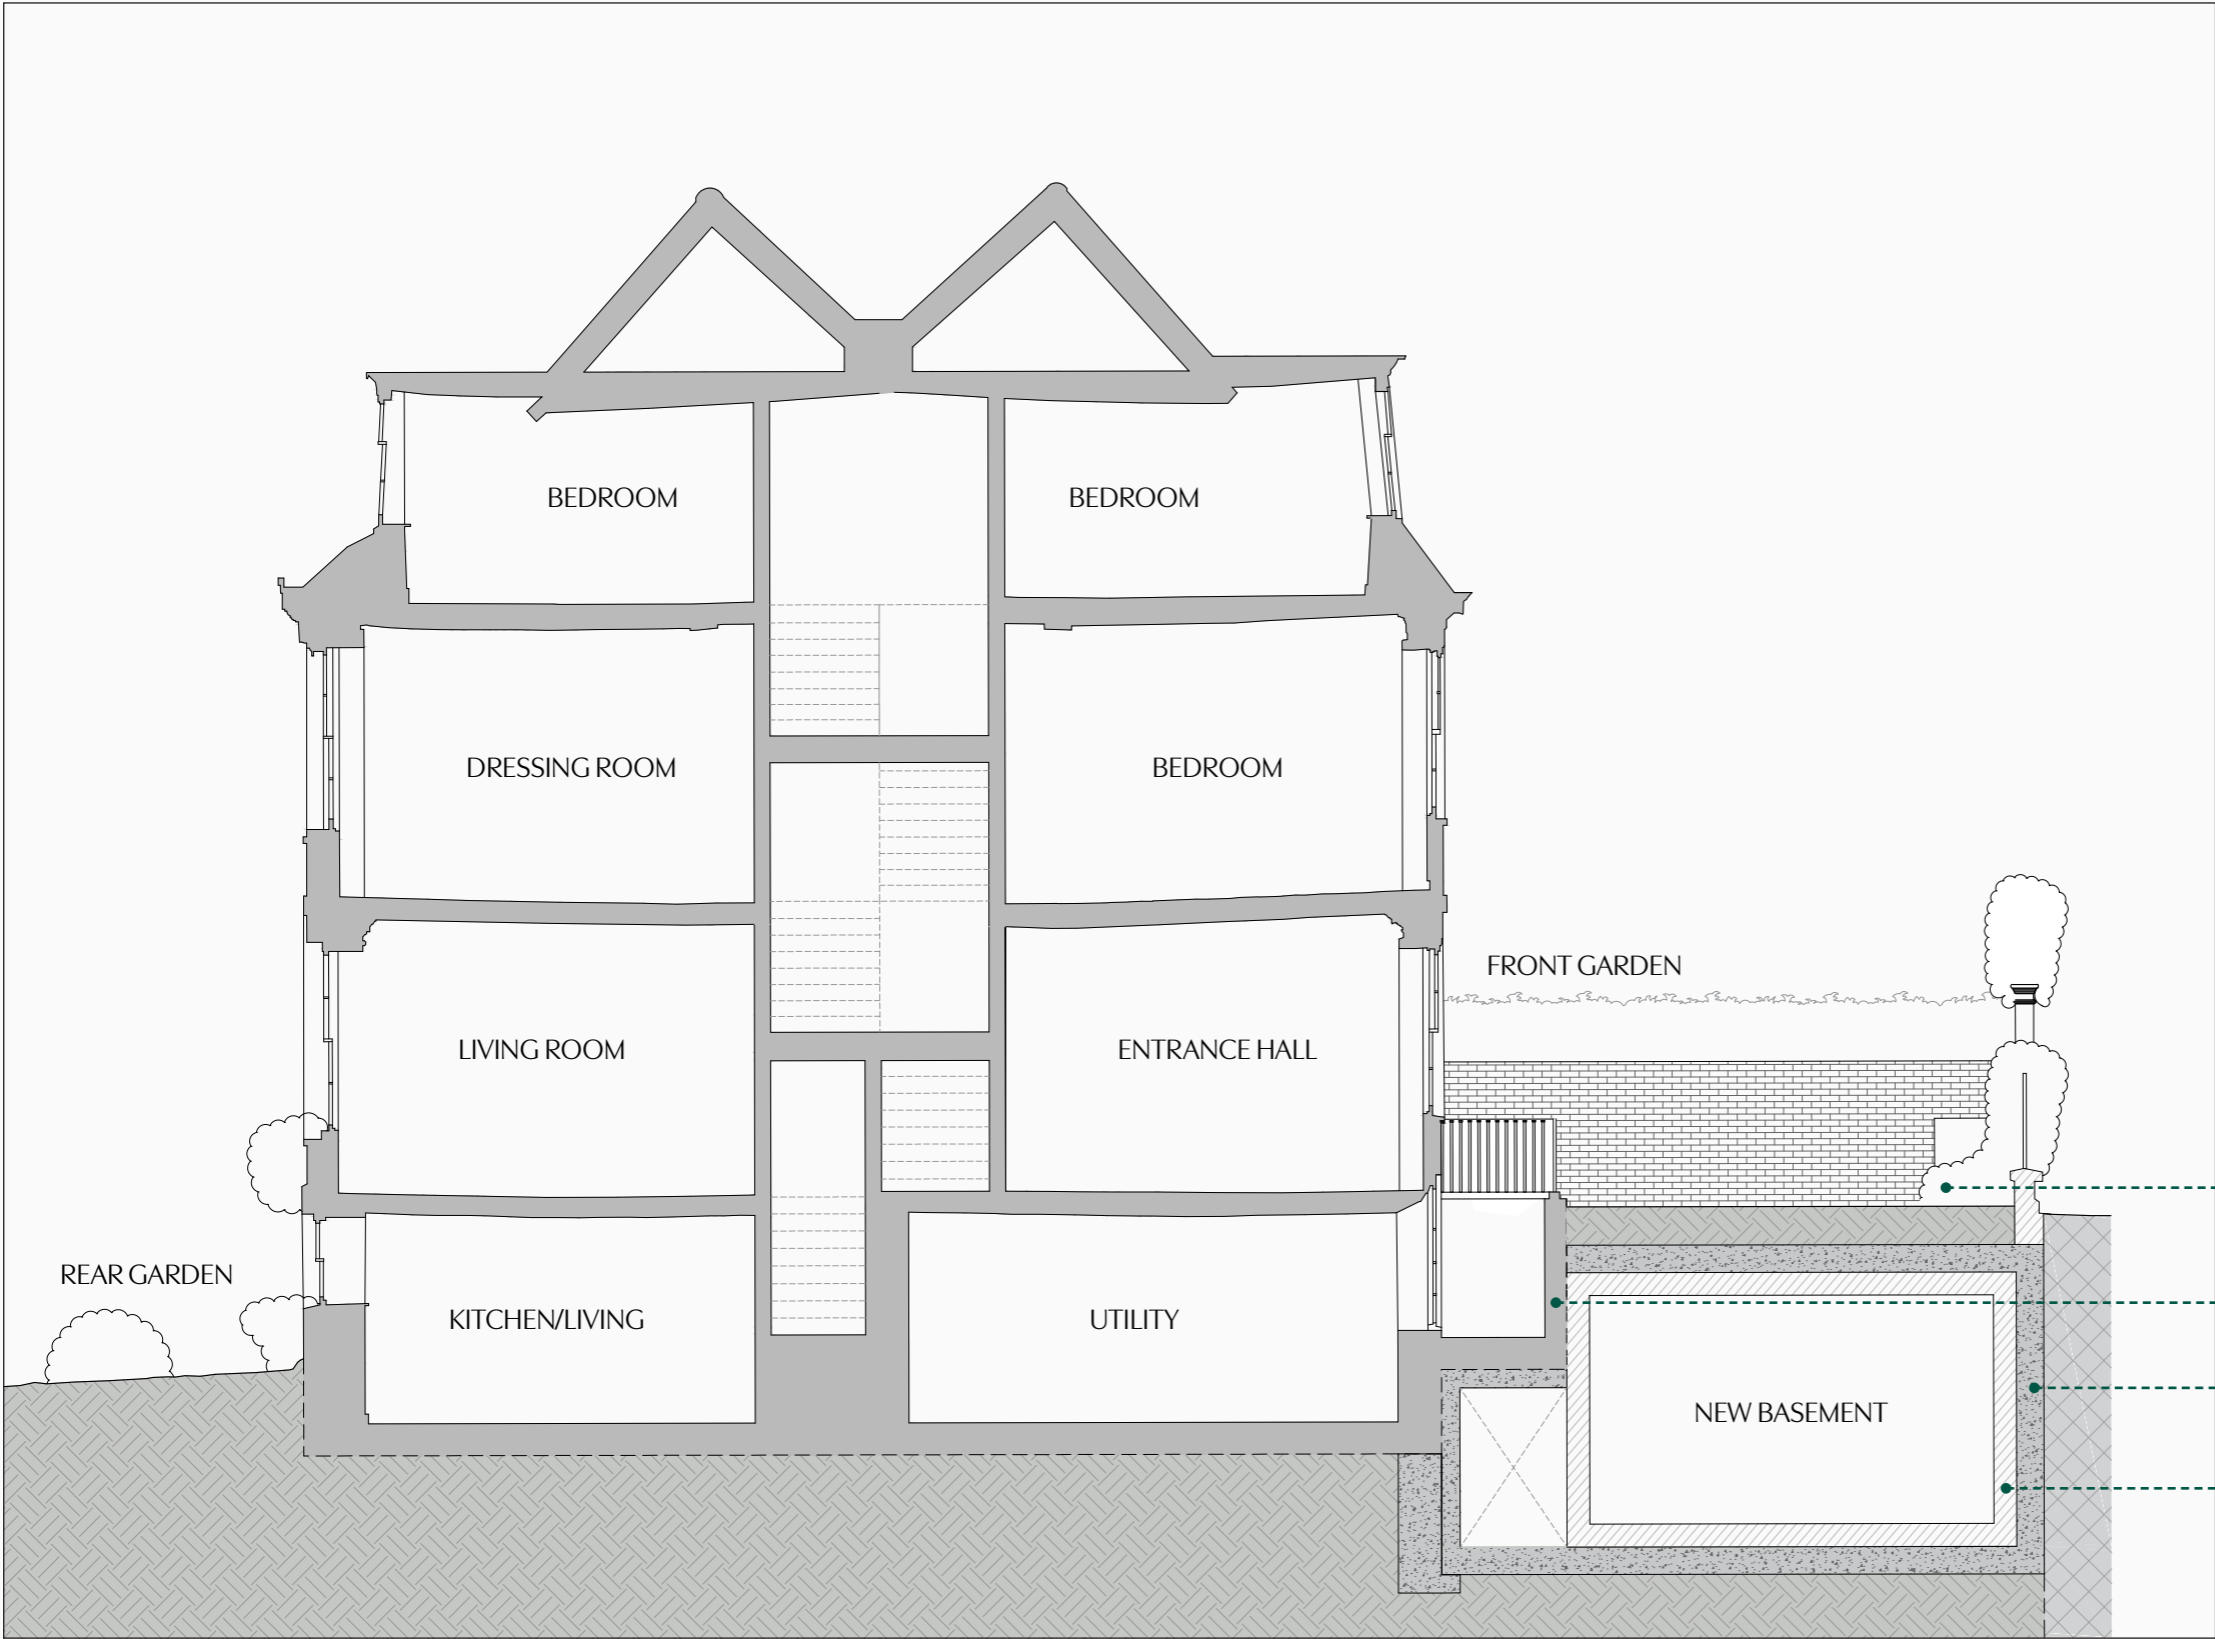 BEDROOM
BEDROOM
DRESSING ROOM
BEDROOM
FRONT GARDEN
LIVING ROOM
ENTRANCE HALL
REAR GARDEN
KITCHEN/LIVING
UTILITY
NEW BASEMENT